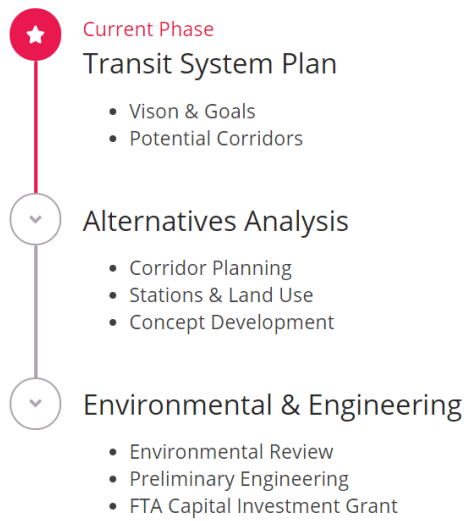 Current Phase
Transit System Plan
Vison & Goals
Potential Corridors
Alternatives Analysis
Corridor Planning
Stations & Land Use
Concept Development
Environmental & Engineering
Environmental Review
Preliminary Engineering
FTA Capital Investment Grant